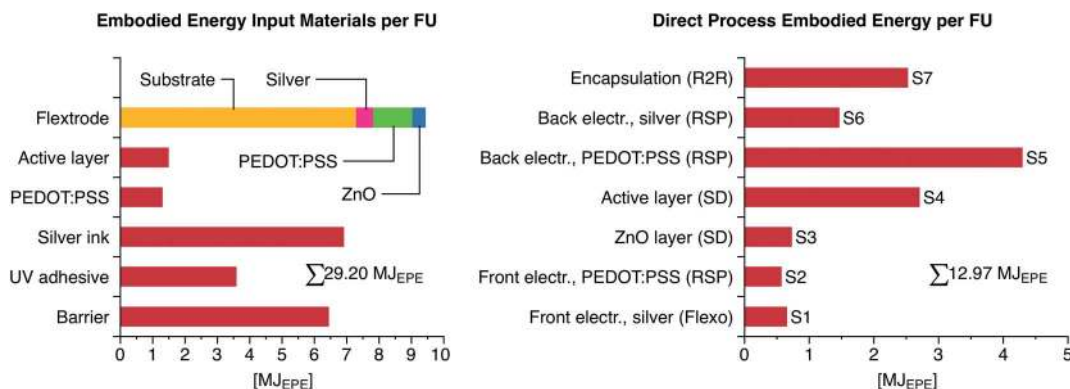 Embodied Energy Input Materials per FU
Substrate
Silver
Flextrode
PEDOT:PSS
ZnO
Active layer
PEDOT:PSS
Silver ink
UV adhesive
∑29.20 MJEPE
Barrier
0 1 2 3 4 5 6 7 8 9 10
[MJEPE]
Direct Process Embodied Energy per FU
Encapsulation (R2R) S7
Back electr., silver (RSP) S6
Back electr., PEDOT:PSS (RSP) S5
Active layer (SD) S4
ZnO layer (SD) S3
Front electr., PEDOT:PSS (RSP) S2
∑12.97 MJEPE
Front electr., silver (Flexo) S1
0 1 2 3 4 5
[MJEPE]